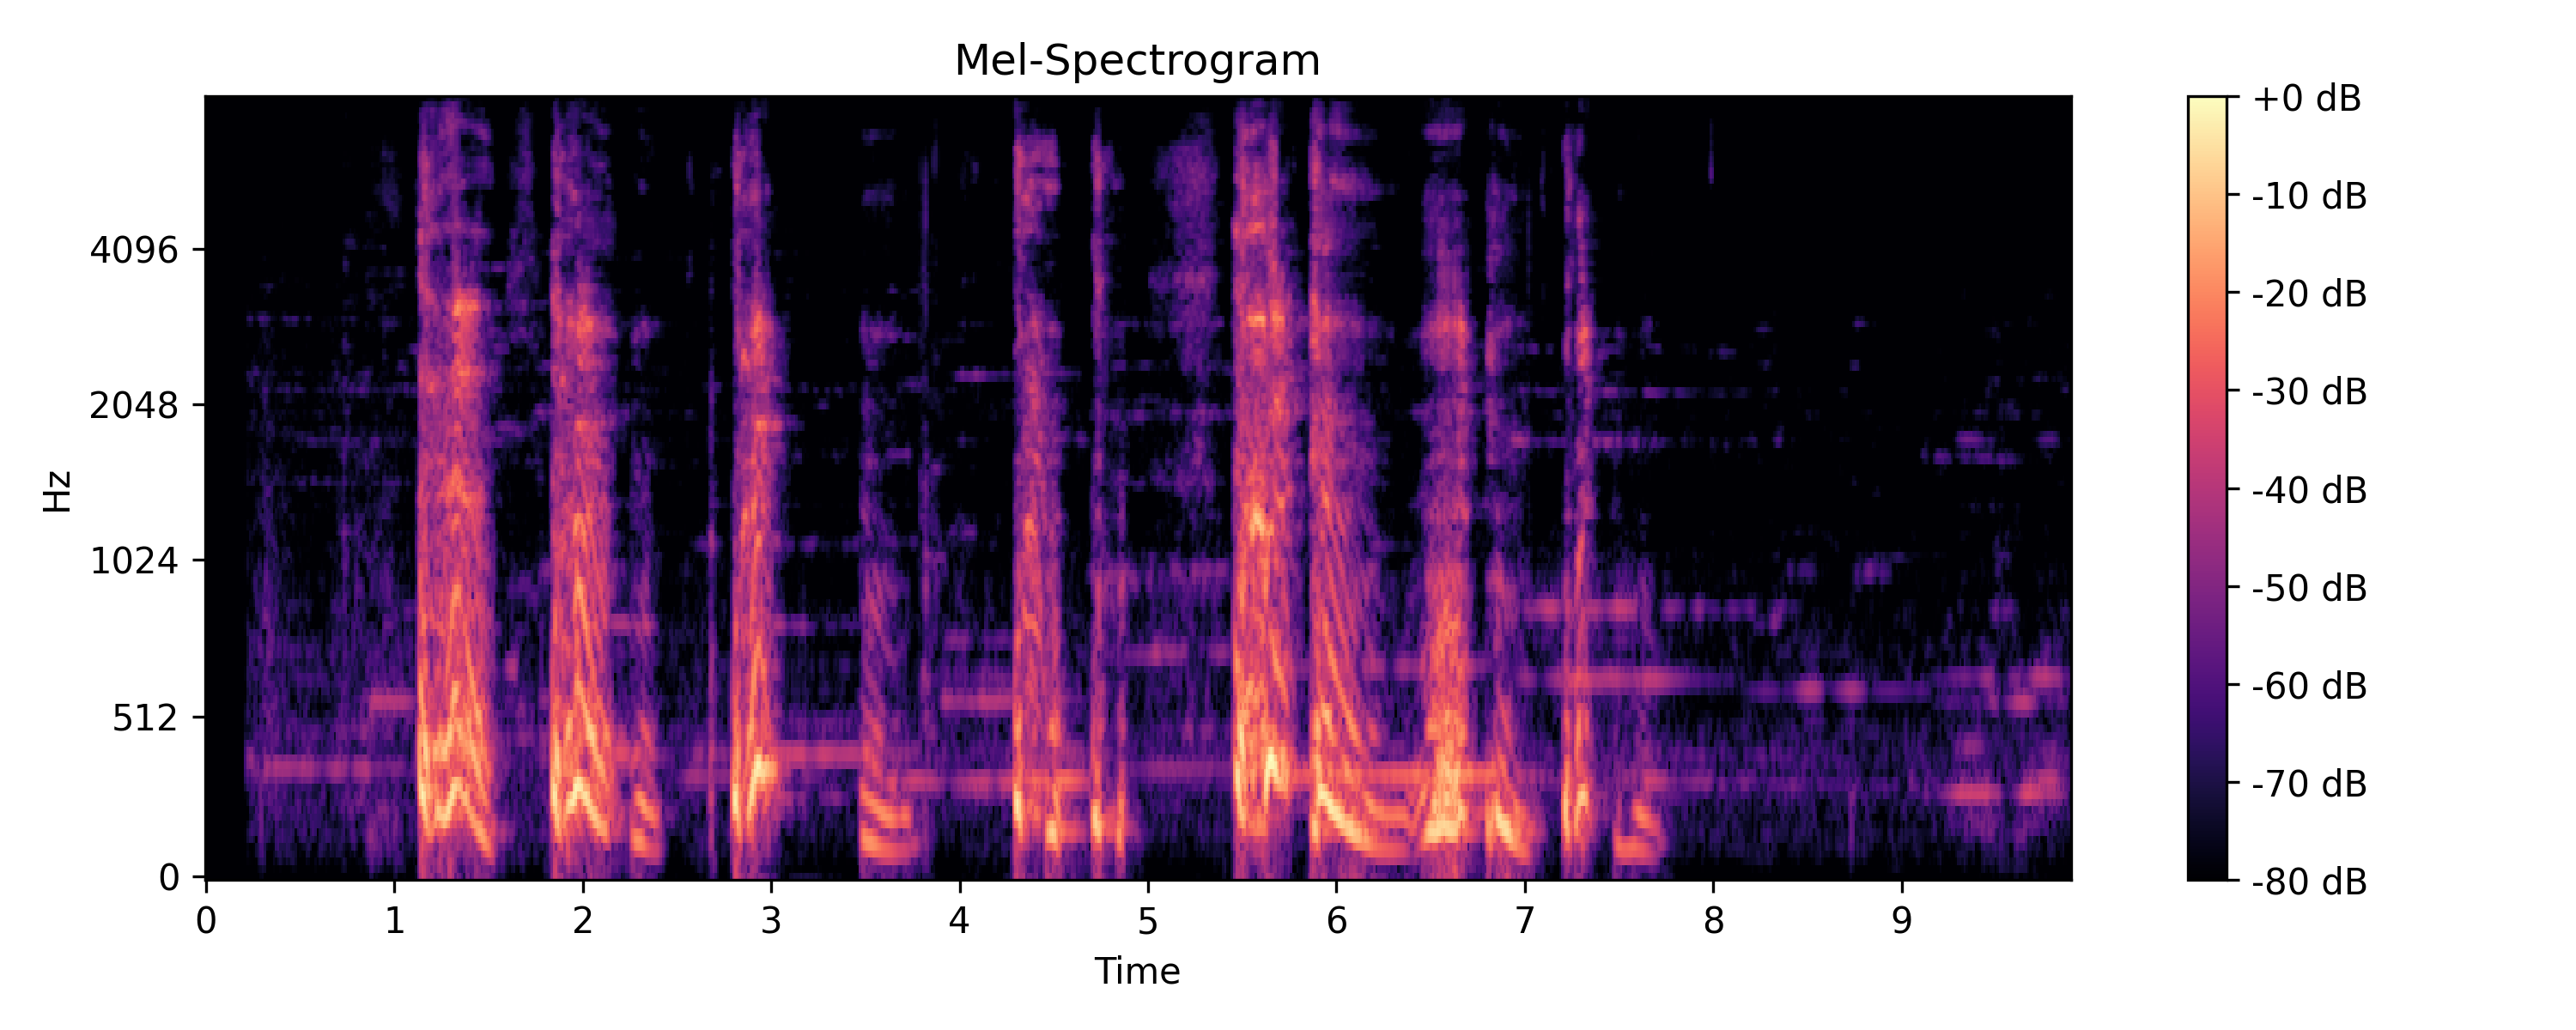 Mel-Spectrogram
+0 dB
-10 dB
-20 dB
-30 dB
-40 dB
-50 dB
-60 dB
-70 dB
-80 dB
4096
2048
1024
512
0
Hz
0 1 2 3 4 5 6 7 8 9
Time